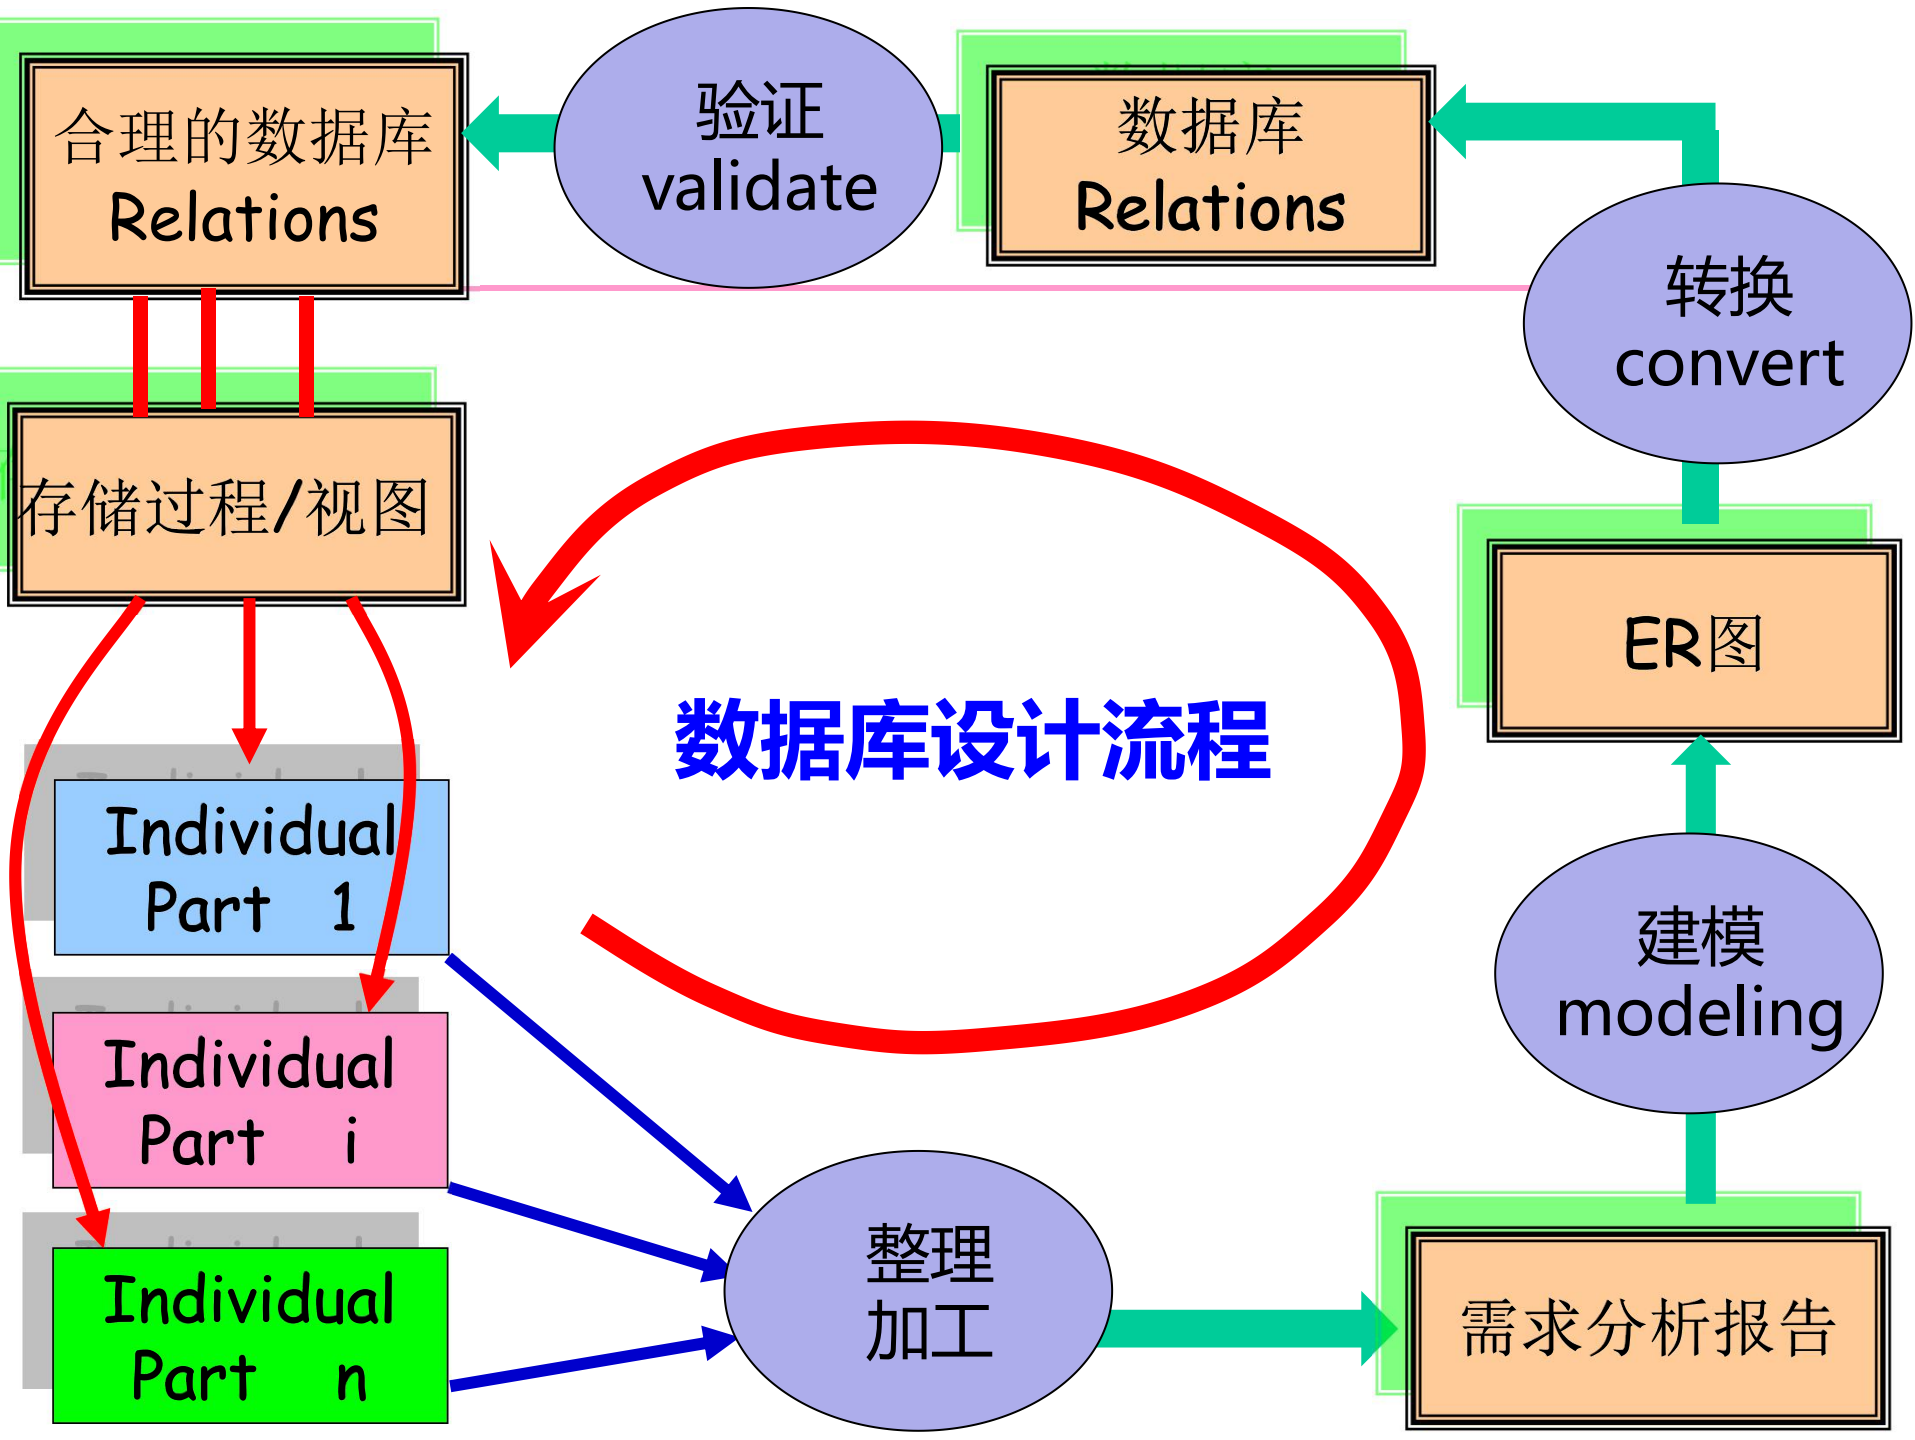 合理的数据库
Relations
验证
validate
数据库
Relations
转换
convert
存储过程/视图
ER图
数据库设计流程
Individual
Part 1
建模
modeling
Individual
Part i
整理
加工
Individual
Part n
需求分析报告